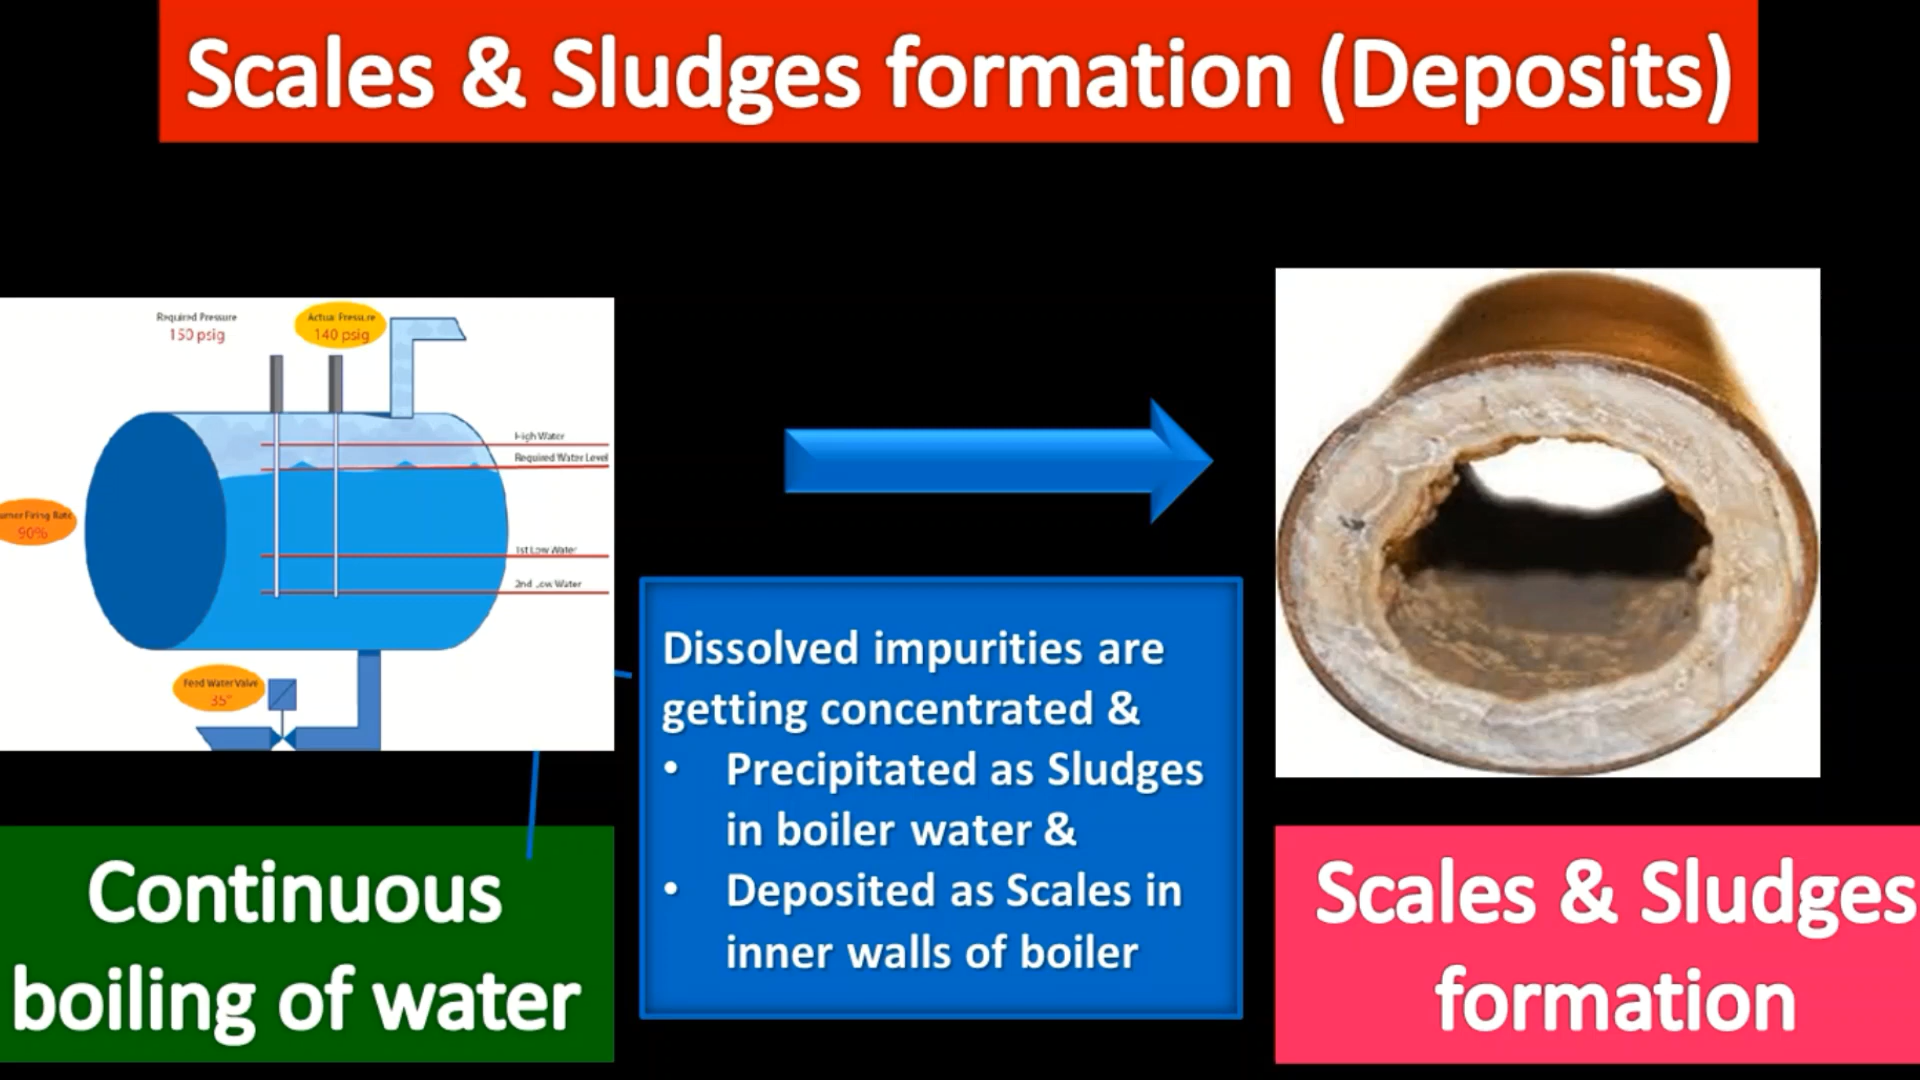 Scales & Sludges formation (Deposits)
Required Pressure
150 psig
Actual Pressure
140 psig
High Water
Required Water Level
Firing Rate
90%
1st Low Water
2nd Low Water
Feed Water Valve
35°
Dissolved impurities are
getting concentrated &
• Precipitated as Sludges
in boiler water &
• Deposited as Scales in
inner walls of boiler
Continuous
boiling of water
Scales & Sludges
formation